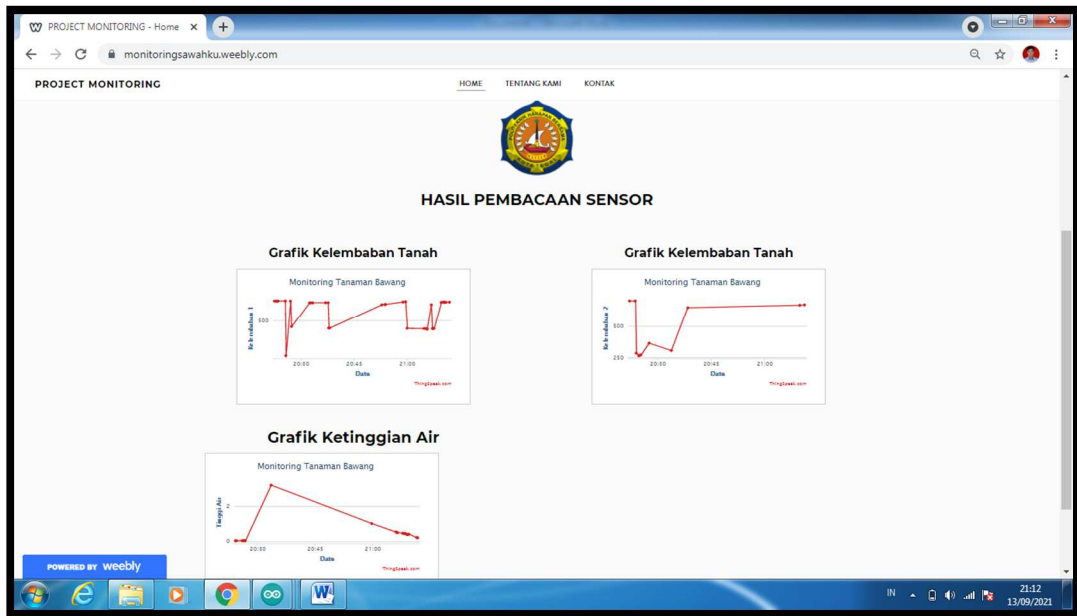 PROJECT MONITORING - Home
monitoringsawahku.weebly.com
PROJECT MONITORING
HOME TENTANG KAMI KONTAK
HASIL PEMBACAAN SENSOR
Grafik Kelembaban Tanah
Monitoring Tanaman Bawang
500
20:30 20:45 21:00
Date
ThingSpeak.com
Grafik Kelembaban Tanah
Monitoring Tanaman Bawang
500
250
20:30 20:45 21:00
Date
ThingSpeak.com
Grafik Ketinggian Air
Monitoring Tanaman Bawang
Tinggi Air
2
0
20:30 20:45 21:00
Date
ThingSpeak.com
POWERED BY weebly
IN
21:12
13/09/2021